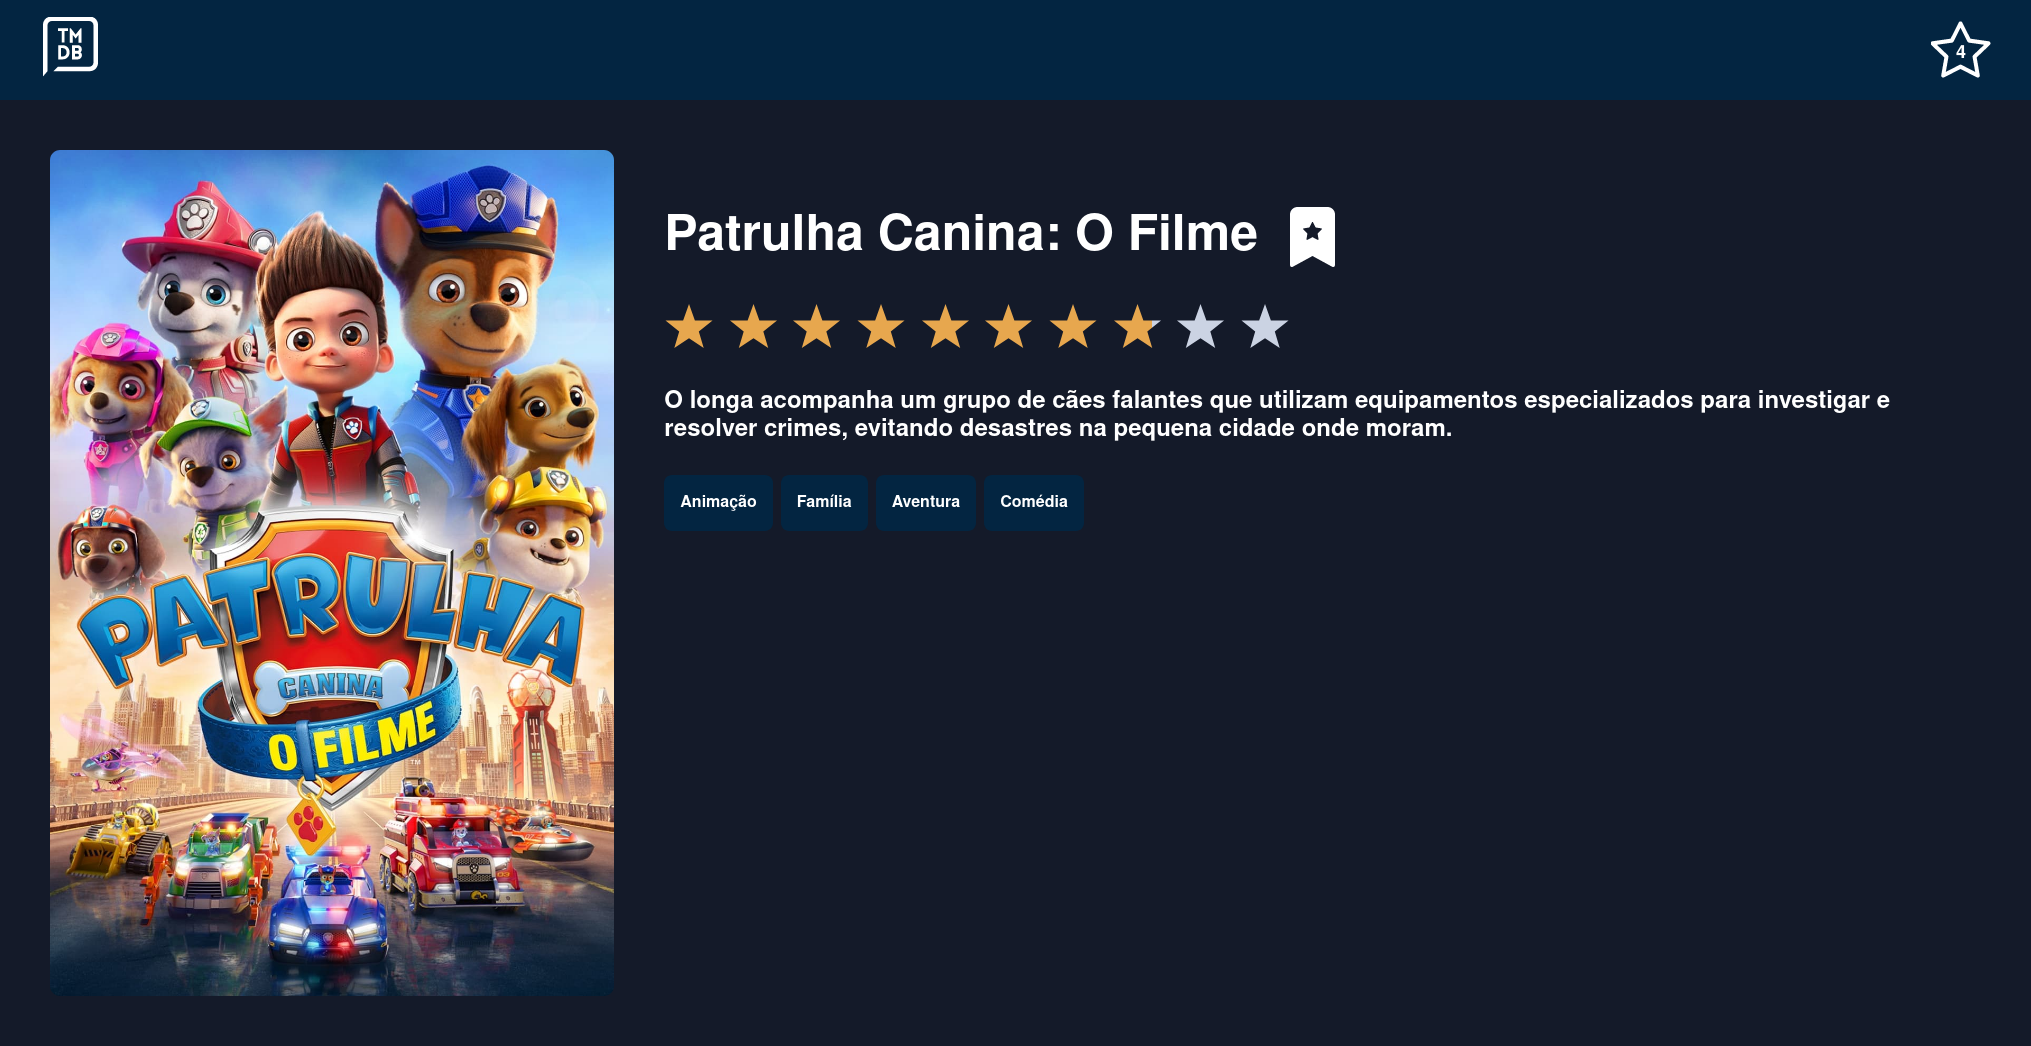 TM
DB
4
Patrulha Canina: O Filme
O longa acompanha um grupo de cães falantes que utilizam equipamentos especializados para investigar e
resolver crimes, evitando desastres na pequena cidade onde moram.
Animação Família Aventura Comédia
PATRULHA
CANINA
O FILME
TM